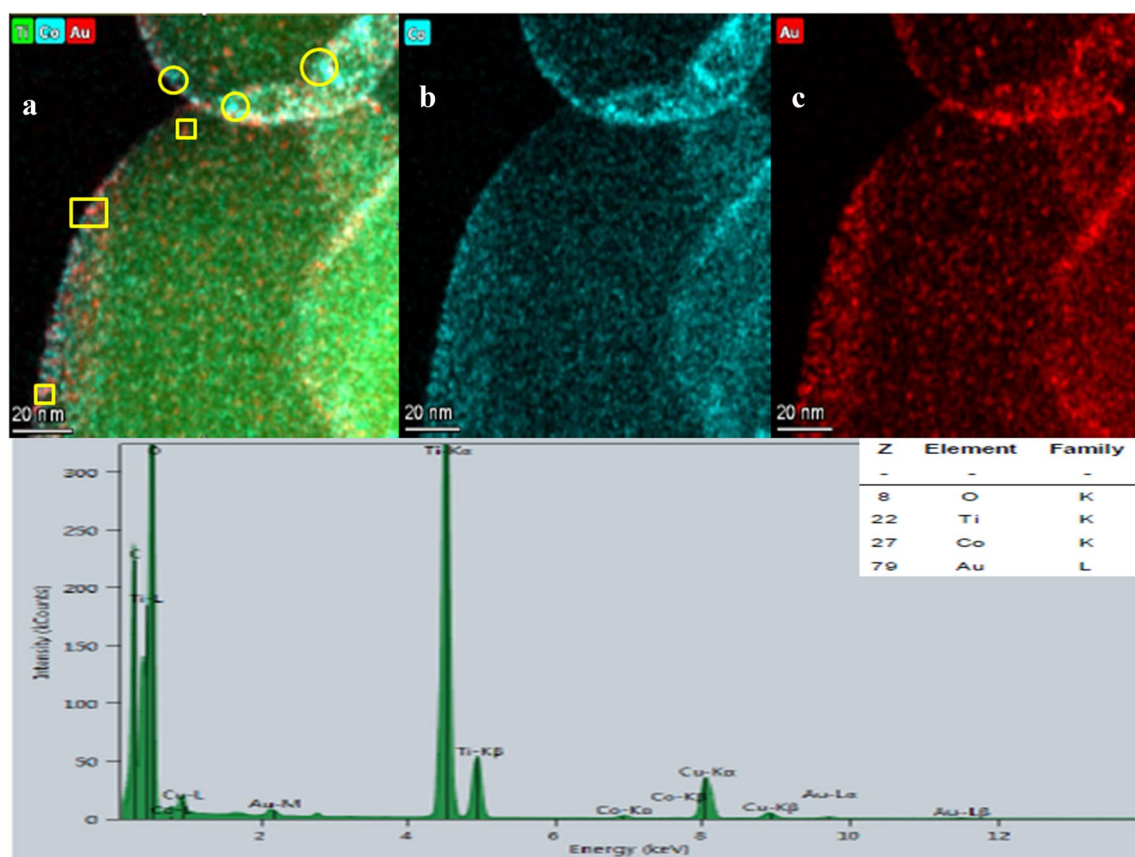 Ti Co Au
Co
Au
a
b
c
20 nm
20 nm
20 nm
Z Element Family
- - -
8 O K
22 Ti K
27 Co K
79 Au L
Intensity (kCounts)
300
250
200
150
100
50
0
C
Ti-L
O
Cu-L
Co-L
Au-M
Ti-Kα
Ti-Kβ
Co-Kα
Co-Kβ
Cu-Kα
Cu-Kβ
Au-Lα
Au-Lβ
2 4 6 8 10 12
Energy (keV)